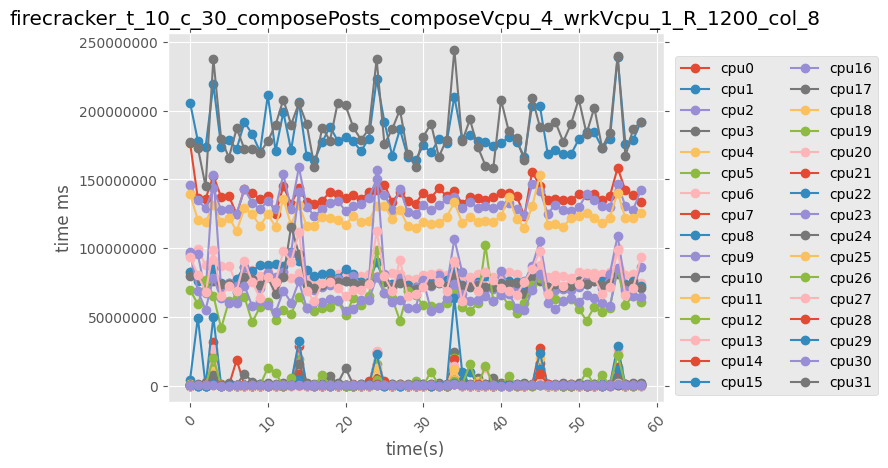 firecracker_t_10_c_30_composePosts_composeVcpu_4_wrkVcpu_1_R_1200_col_8
250000000
200000000
150000000
100000000
50000000
0
time ms
0
10
20
30
40
50
60
time(s)
cpu0
cpu1
cpu2
cpu3
cpu4
cpu5
cpu6
cpu7
cpu8
cpu9
cpu10
cpu11
cpu12
cpu13
cpu14
cpu15
cpu16
cpu17
cpu18
cpu19
cpu20
cpu21
cpu22
cpu23
cpu24
cpu25
cpu26
cpu27
cpu28
cpu29
cpu30
cpu31